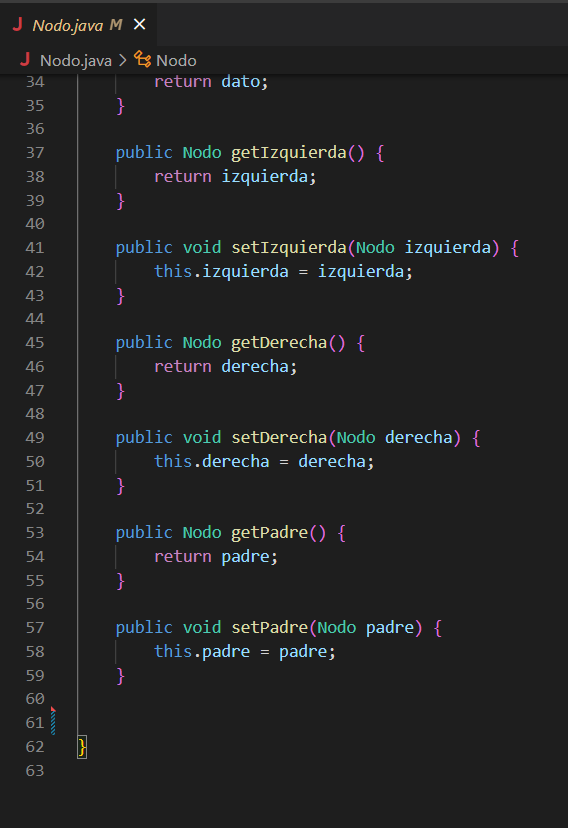 J Nodo.java M ×
J Nodo.java > Nodo
34 return dato;
35 }
36
37 public Nodo getIzquierda() {
38 return izquierda;
39 }
40
41 public void setIzquierda(Nodo izquierda) {
42 this.izquierda = izquierda;
43 }
44
45 public Nodo getDerecha() {
46 return derecha;
47 }
48
49 public void setDerecha(Nodo derecha) {
50 this.derecha = derecha;
51 }
52
53 public Nodo getPadre() {
54 return padre;
55 }
56
57 public void setPadre(Nodo padre) {
58 this.padre = padre;
59 }
60
61
62 }
63